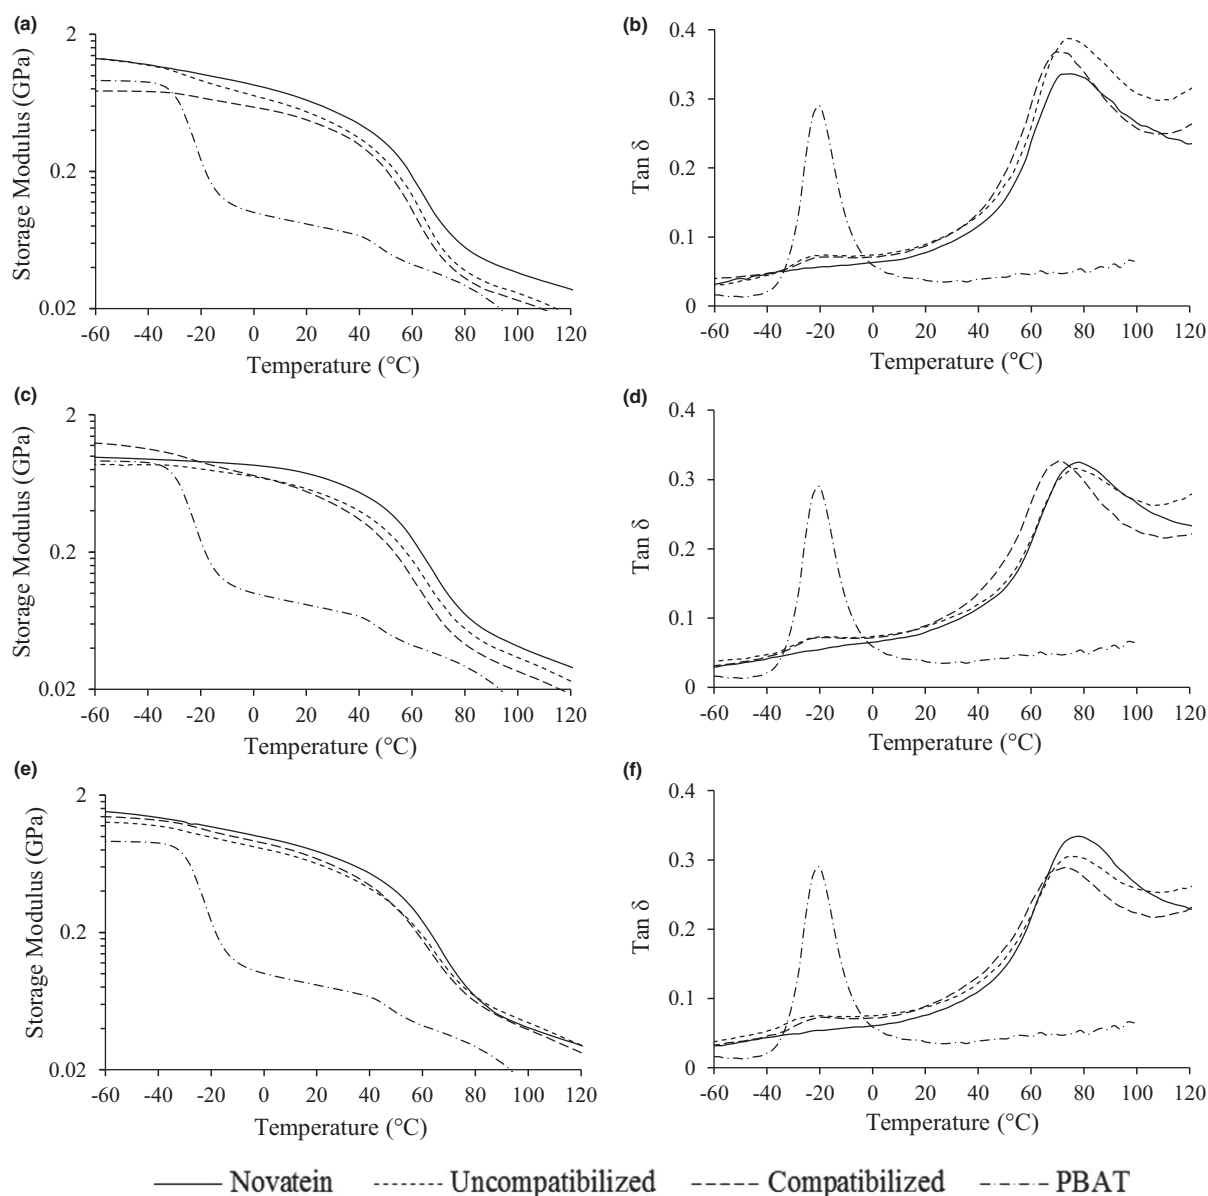 (a)
2
0.2
0.02
Storage Modulus (GPa)
-60 -40 -20 0 20 40 60 80 100 120
Temperature (°C)
(b)
0.4
0.3
0.2
0.1
0
Tan δ
-60 -40 -20 0 20 40 60 80 100 120
Temperature (°C)
(c)
2
0.2
0.02
Storage Modulus (GPa)
-60 -40 -20 0 20 40 60 80 100 120
Temperature (°C)
(d)
0.4
0.3
0.2
0.1
0
Tan δ
-60 -40 -20 0 20 40 60 80 100 120
Temperature (°C)
(e)
2
0.2
0.02
Storage Modulus (GPa)
-60 -40 -20 0 20 40 60 80 100 120
Temperature (°C)
(f)
0.4
0.3
0.2
0.1
0
Tan δ
-60 -40 -20 0 20 40 60 80 100 120
Temperature (°C)
Novatein Uncompatibilized Compatibilized PBAT